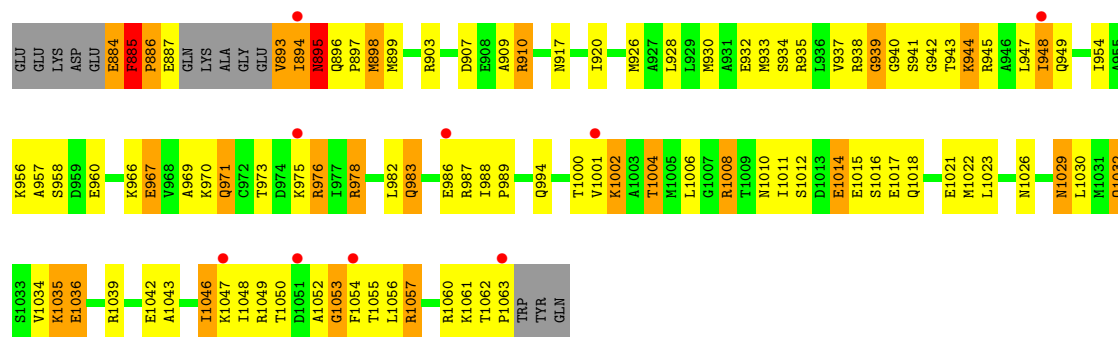 GLU GLU LYS ASP GLU E884 F885 P886 E887 GLN LYS ALA GLY GLU V893 I894 N895 Q896 P897 M898 M899 R903 D907 E908 A909 R910 N917 I920 M926 A927 L928 L929 M930 A931 E932 M933 S934 R935 L936 V937 R938 G939 G940 S941 G942 T943 K944 R945 A946 L947 I948 Q949 I954 A955
K956 A957 S958 D959 E960 K966 E967 V968 A969 K970 Q971 C972 T973 D974 K975 R976 I977 R978 L982 Q983 E986 R987 I988 P989 Q994 T1000 V1001 K1002 A1003 T1004 M1005 L1006 G1007 R1008 T1009 N1010 I1011 S1012 D1013 E1014 E1015 S1016 E1017 Q1018 E1021 M1022 L1023 N1026 N1029 L1030 M1031 Q1032
S1033 V1034 K1035 E1036 R1039 E1042 A1043 I1046 K1047 I1048 R1049 T1050 D1051 A1052 G1053 F1054 T1055 L1056 R1057 R1060 K1061 T1062 P1063 TRP TYR GLN